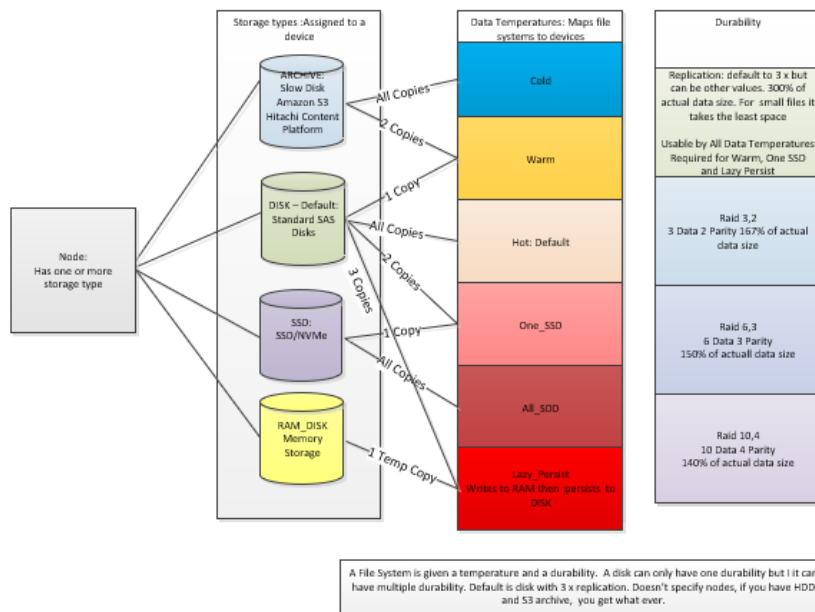 Storage types :Assigned to a
device
Data Temperatures: Maps file
systems to devices
Durability
ARCHIVE:
Slow Disk
Amazon S3
Hitachi Content
Platform
All Copies
2 Copies
Cold
Replication: default to 3 x but
can be other values. 300% of
actual data size. For small files it
takes the least space
Usable by All Data Temperatures
Required for Warm, One SSD
and Lazy Persist
Warm
1 Copy
DISK – Default:
Standard SAS
Disks
All Copies
2 Copies
3 Copies
Hot: Default
Raid 3,2
3 Data 2 Parity 167% of actual
data size
Node:
Has one or more
storage type
SSD:
SSD/NVMe
1 Copy
All Copies
One_SSD
Raid 6,3
6 Data 3 Parity
150% of actuall data size
All_SDD
RAM_DISK
Memory
Storage
1 Temp Copy
Lazy_Persist
Writes to RAM then persists to
DISK
Raid 10,4
10 Data 4 Parity
140% of actual data size
A File System is given a temperature and a durability. A disk can only have one durability but I it can
have multiple durability. Default is disk with 3 x replication. Doesn't specify nodes, if you have HDD
and S3 archive, you get what ever.